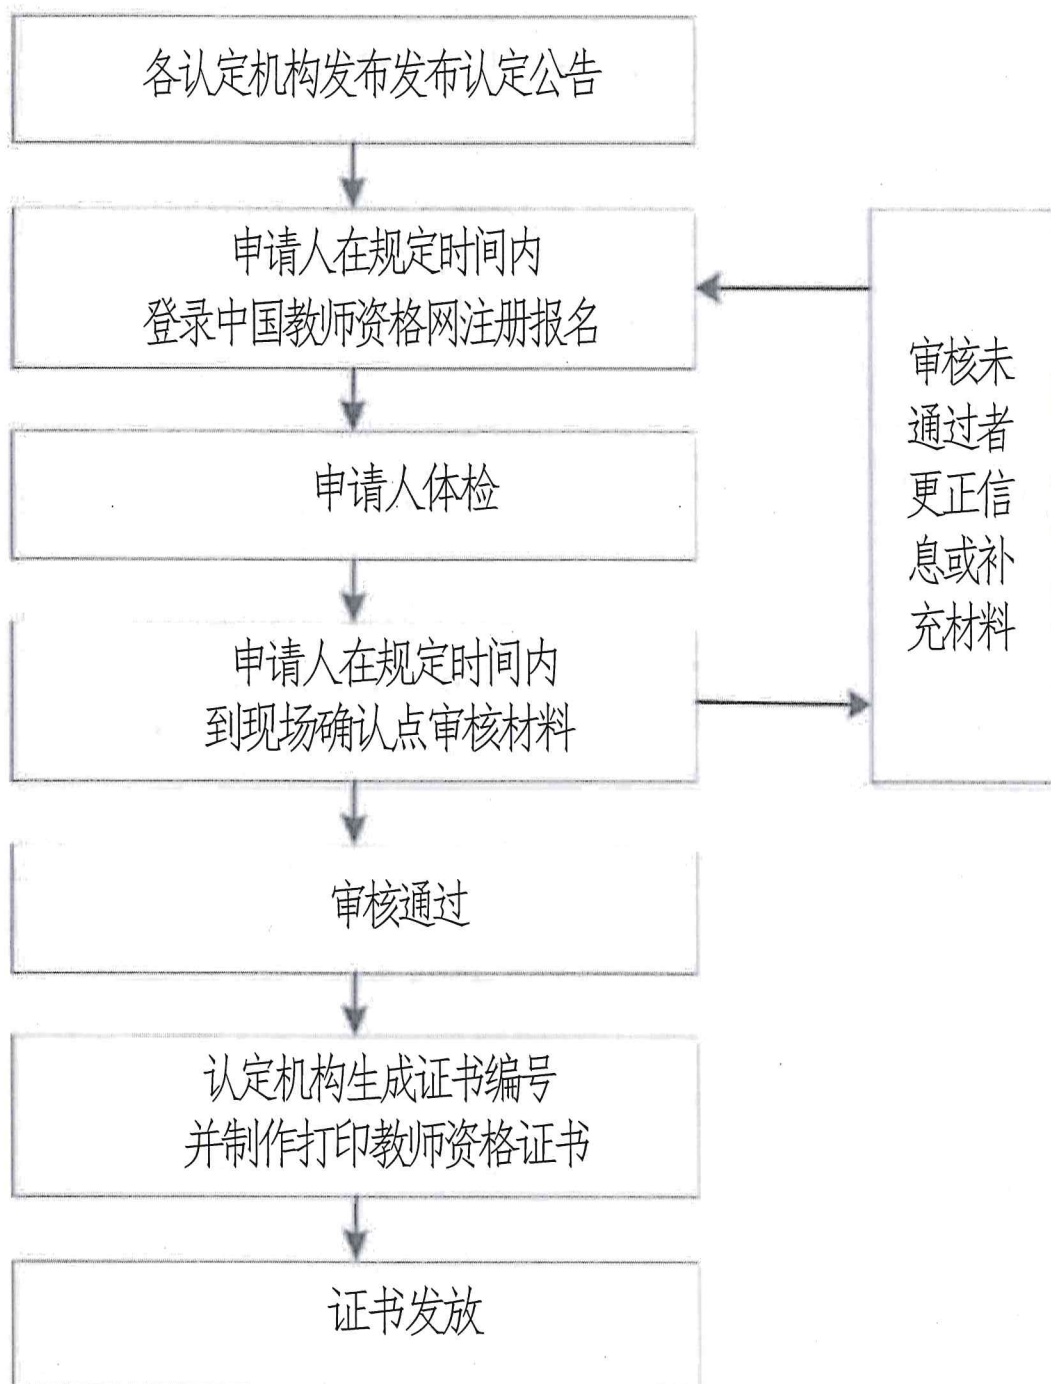 各认定机构发布发布认定公告
申请人在规定时间内
登录中国教师资格网注册报名
申请人体检
申请人在规定时间内
到现场确认点审核材料
审核未
通过者
更正信
息或补
充材料
审核通过
认定机构生成证书编号
并制作打印教师资格证书
证书发放